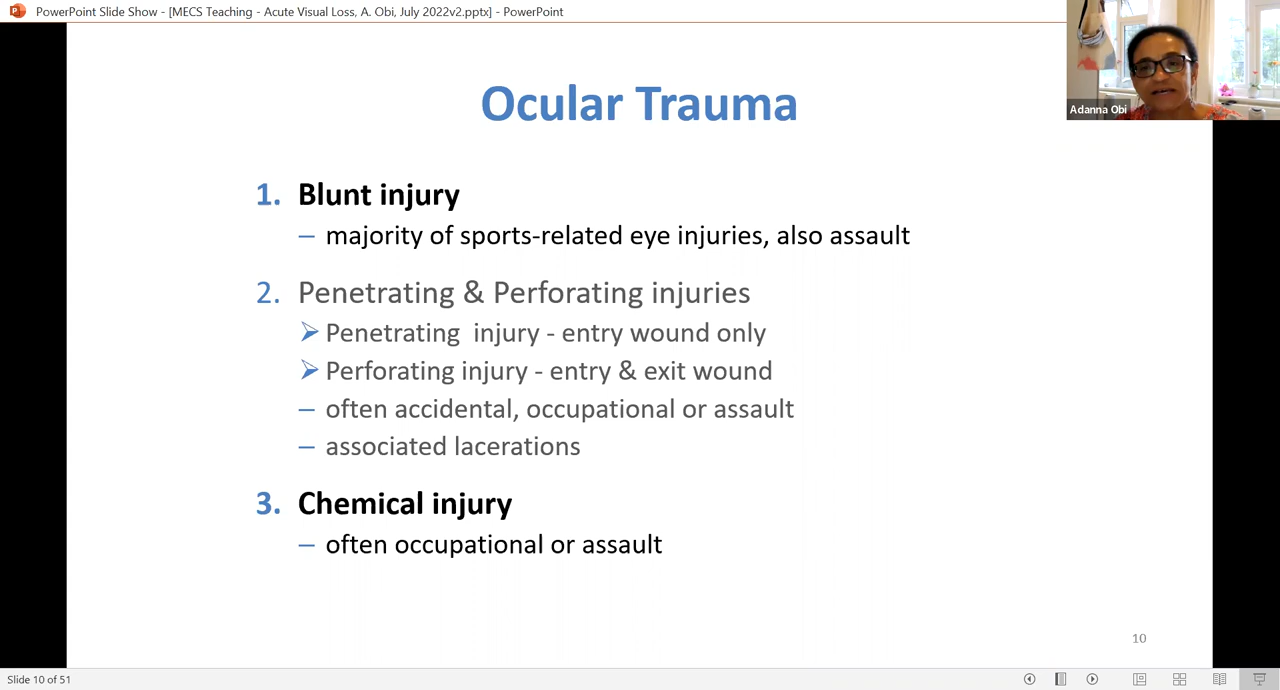 PowerPoint Slide Show - [MECS Teaching - Acute Visual Loss, A. Obi, July 2022v2.pptx] - PowerPoint
Adanna Obi
Ocular Trauma
1. Blunt injury
– majority of sports-related eye injuries, also assault
2. Penetrating & Perforating injuries
➢ Penetrating  injury - entry wound only
➢ Perforating injury - entry & exit wound
– often accidental, occupational or assault
– associated lacerations
3. Chemical injury
– often occupational or assault
10
Slide 10 of 51